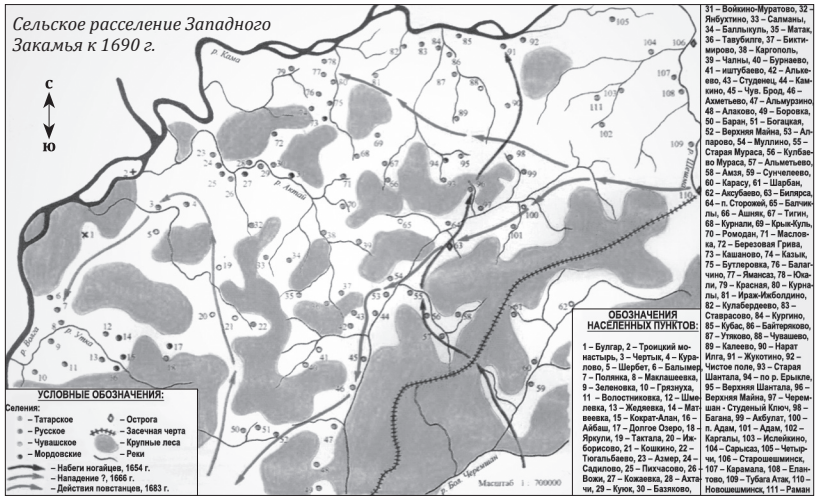 Сельское расселение Западного
Закамья к 1690 г.
С
Ю
р. Кама
р. Актай
р. Волга
р. Утка
р. Шешма
р. Бол. Черемшан
Масштаб 1 : 700000
УСЛОВНЫЕ ОБОЗНАЧЕНИЯ:
Селения:
– Татарское
– Русское
– Чувашское
– Мордовские
– Острога
– Засечная черта
– Крупные леса
– Реки
– Набеги ногайцев, 1654 г.
– Нападение ?, 1666 г.
– Действия повстанцев, 1683 г.
ОБОЗНАЧЕНИЯ
НАСЕЛЕННЫХ ПУНКТОВ:
1 – Булгар, 2 – Троицкий мо-
настырь, 3 – Чертык, 4 – Кура-
лово, 5 – Шербет, 6 – Балымер,
7 – Полянка, 8 – Маклашеевка,
9 – Зеленовка, 10 – Грязнуха,
11 – Волостниковка, 12 – Шме-
левка, 13 – Жедяевка, 14 – Мат-
веевка, 15 – Кократ-Алан, 16 –
Айбаш, 17 – Долгое Озеро, 18 –
Яркули, 19 – Тактала, 20 – Иж-
борисово, 21 – Кошкино, 22 –
Тюгальбаево, 23 – Азмер, 24 –
Садилово, 25 – Пихчасово, 26 –
Вожи, 27 – Кожаевка, 28 – Ахта-
чи, 29 – Куюк, 30 – Базяково,
31 – Войкино-Муратово, 32 –
Янбухтино, 33 – Салманы,
34 – Баллыкуль, 35 – Матак,
36 – Тавубилге, 37 – Бикти-
мирово, 38 – Каргополь,
39 – Чалны, 40 – Бурнаево,
41 – иштубаево, 42 – Альке-
ево, 43 – Студенец, 44 – Кам-
кино, 45 – Чув. Брод, 46 –
Ахметьево, 47 – Альмурзино,
48 – Алаково, 49 – Боровка,
50 – Баран, 51 – Богацкая,
52 – Верхняя Майна, 53 – Ал-
парово, 54 – Муллино, 55 –
Старая Мураса, 56 – Кулбае-
во Мураса, 57 – Альметьево,
58 – Амзя, 59 – Сунчелеево,
60 – Карасу, 61 – Шарбан,
62 – Аксубаево, 63 – Билярск,
64 – п. Сторожей, 65 – Балчик-
лы, 66 – Ашняк, 67 – Тигин,
68 – Курнали, 69 – Крык-Куль,
70 – Ромодан, 71 – Маслов-
ка, 72 – Березовая Грива,
73 – Кашаново, 74 – Казык,
75 – Бутлеровка, 76 – Балаг-
чино, 77 – Ямансаз, 78 – Юха-
ли, 79 – Красная, 80 – Курна-
лы, 81 – Ираж-Ижболдино,
82 – Кулабердеево, 83 –
Ставрасово, 84 – Кургино,
85 – Кубас, 86 – Байтеряково,
87 – Утяково, 88 – Чувашево,
89 – Калеево, 90 – Нарат
Илга, 91 – Жукотино, 92 –
Чистое поле, 93 – Старая
Шантала, 94 – по р. Ерыкле,
95 – Верхняя Шантала, 96 –
Верхняя Майна, 97 – Черем-
шан - Студеный Ключ, 98 –
Багана, 99 – Акбулат, 100 –
п. Адам, 101 – Адам, 102 –
Каргалы, 103 – Ислейкино,
104 – Сарысаз, 105 – Четыр-
чи, 106 – Старошешминск,
107 – Карамала, 108 – Елан-
тово, 109 – Тубага Атак, 110 –
Новошешминск, 111 – Раман